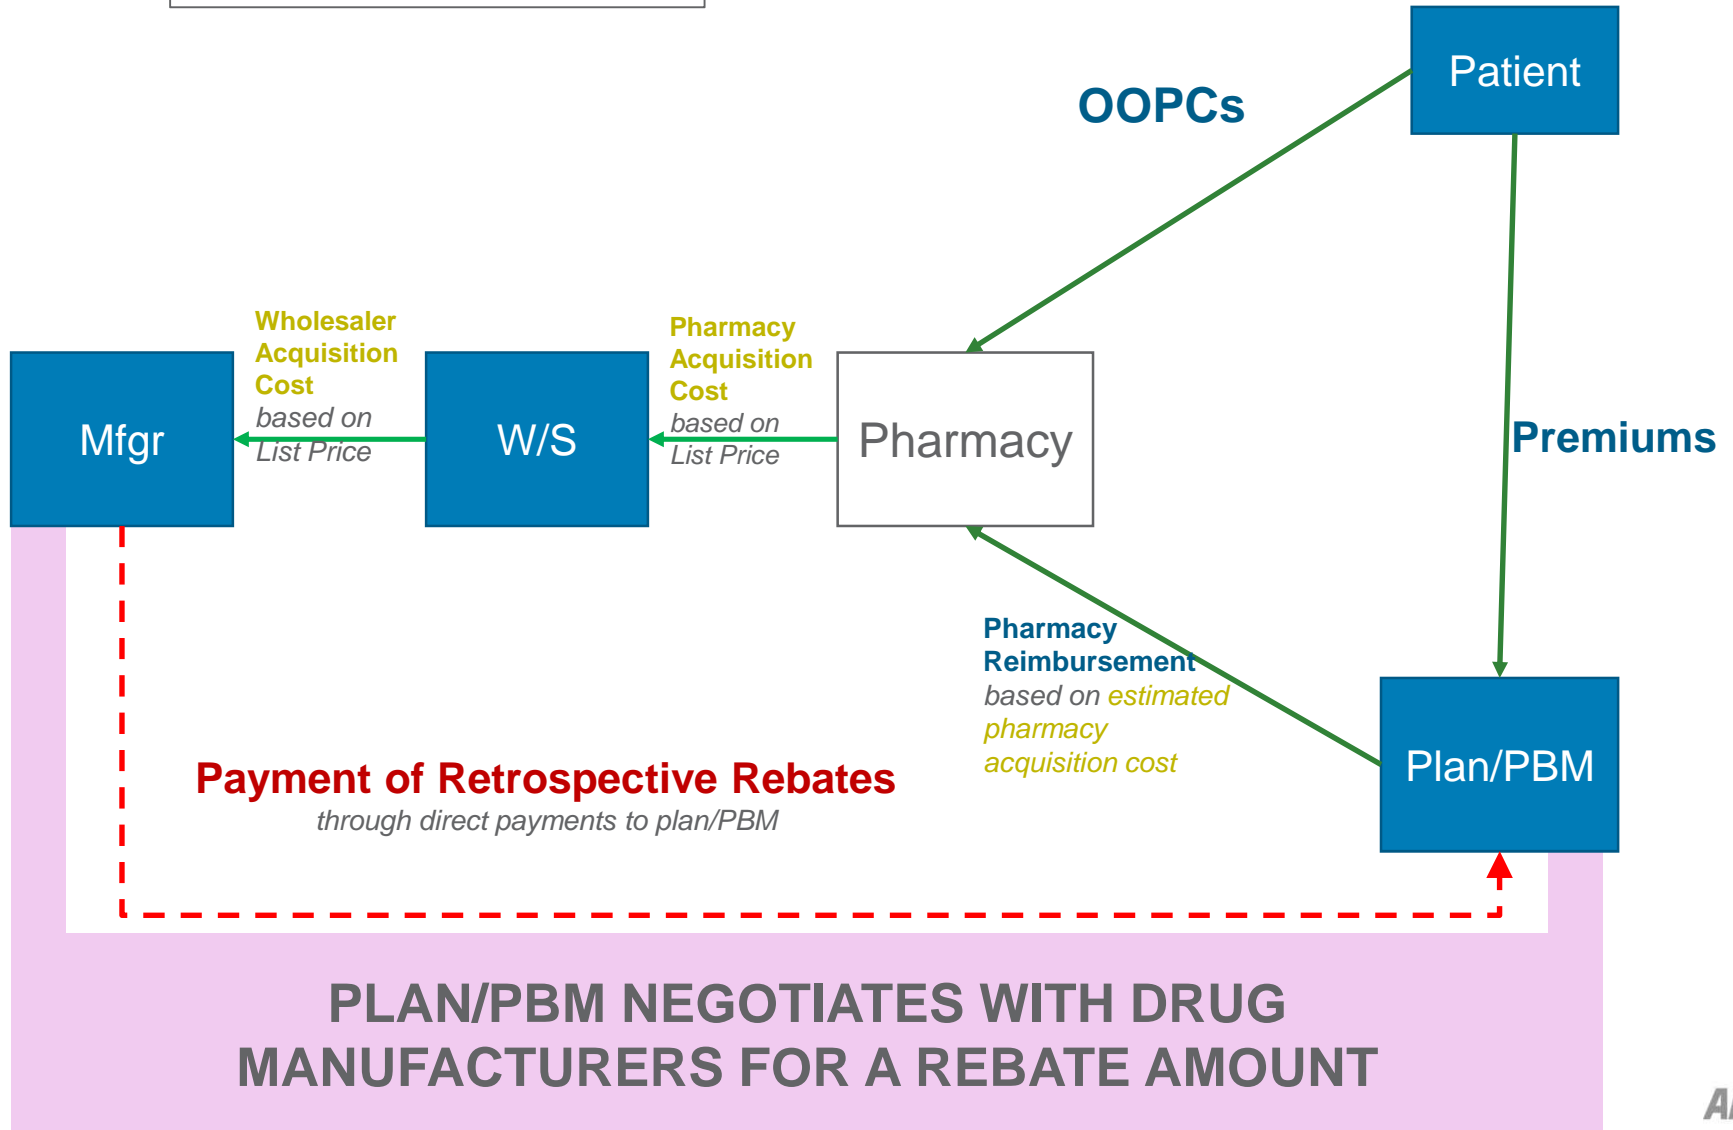 Patient
OOPCs
Wholesaler
Acquisition
Cost
based on
List Price
Pharmacy
Acquisition
Cost
based on
List Price
Mfgr
W/S
Pharmacy
Premiums
Pharmacy
Reimbursement
based on estimated
pharmacy
acquisition cost
Plan/PBM
Payment of Retrospective Rebates
through direct payments to plan/PBM
PLAN/PBM NEGOTIATES WITH DRUG
MANUFACTURERS FOR A REBATE AMOUNT